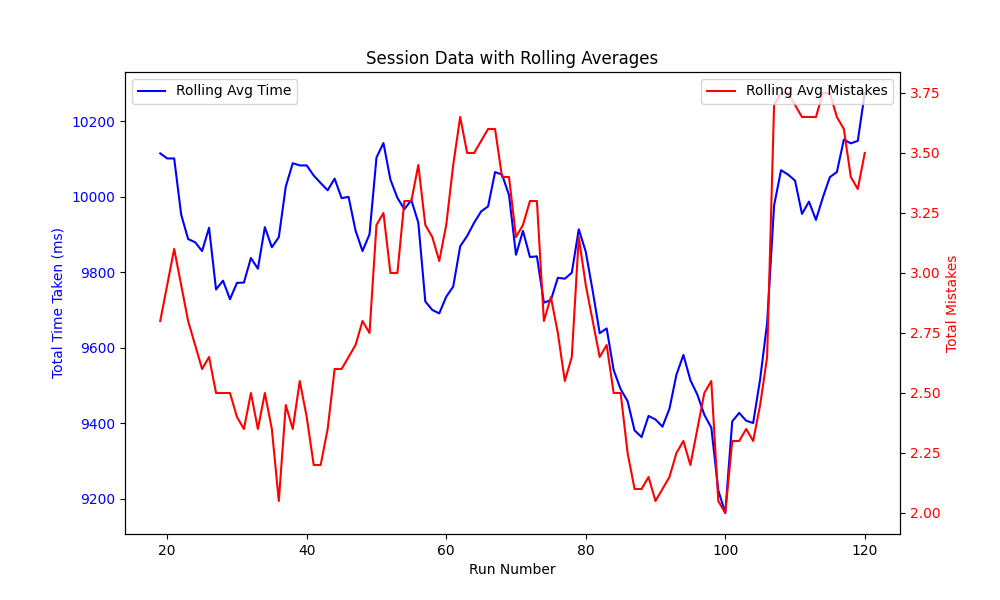 Session Data with Rolling Averages
Rolling Avg Time
Rolling Avg Mistakes
Total Time Taken (ms)
10200
10000
9800
9600
9400
9200
3.75
3.50
3.25
3.00
2.75
2.50
2.25
2.00
Total Mistakes
20 40 60 80 100 120
Run Number